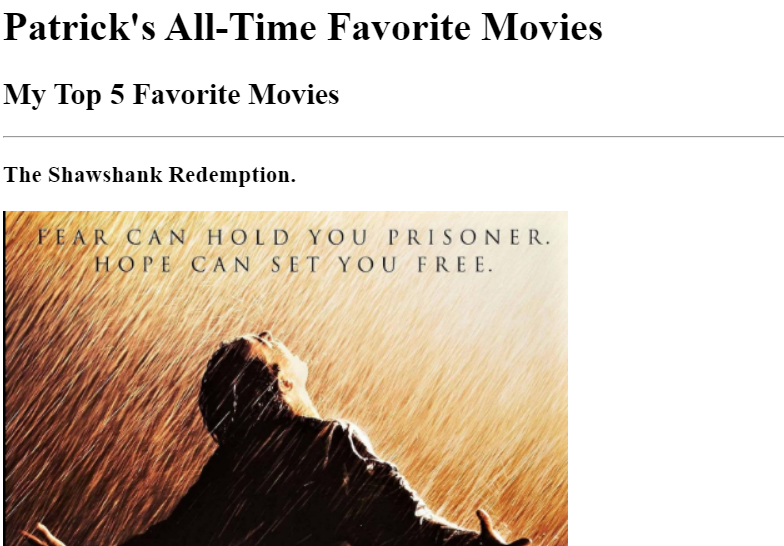 Patrick's All-Time Favorite Movies
My Top 5 Favorite Movies
The Shawshank Redemption.
FEAR CAN HOLD YOU PRISONER.
HOPE CAN SET YOU FREE.